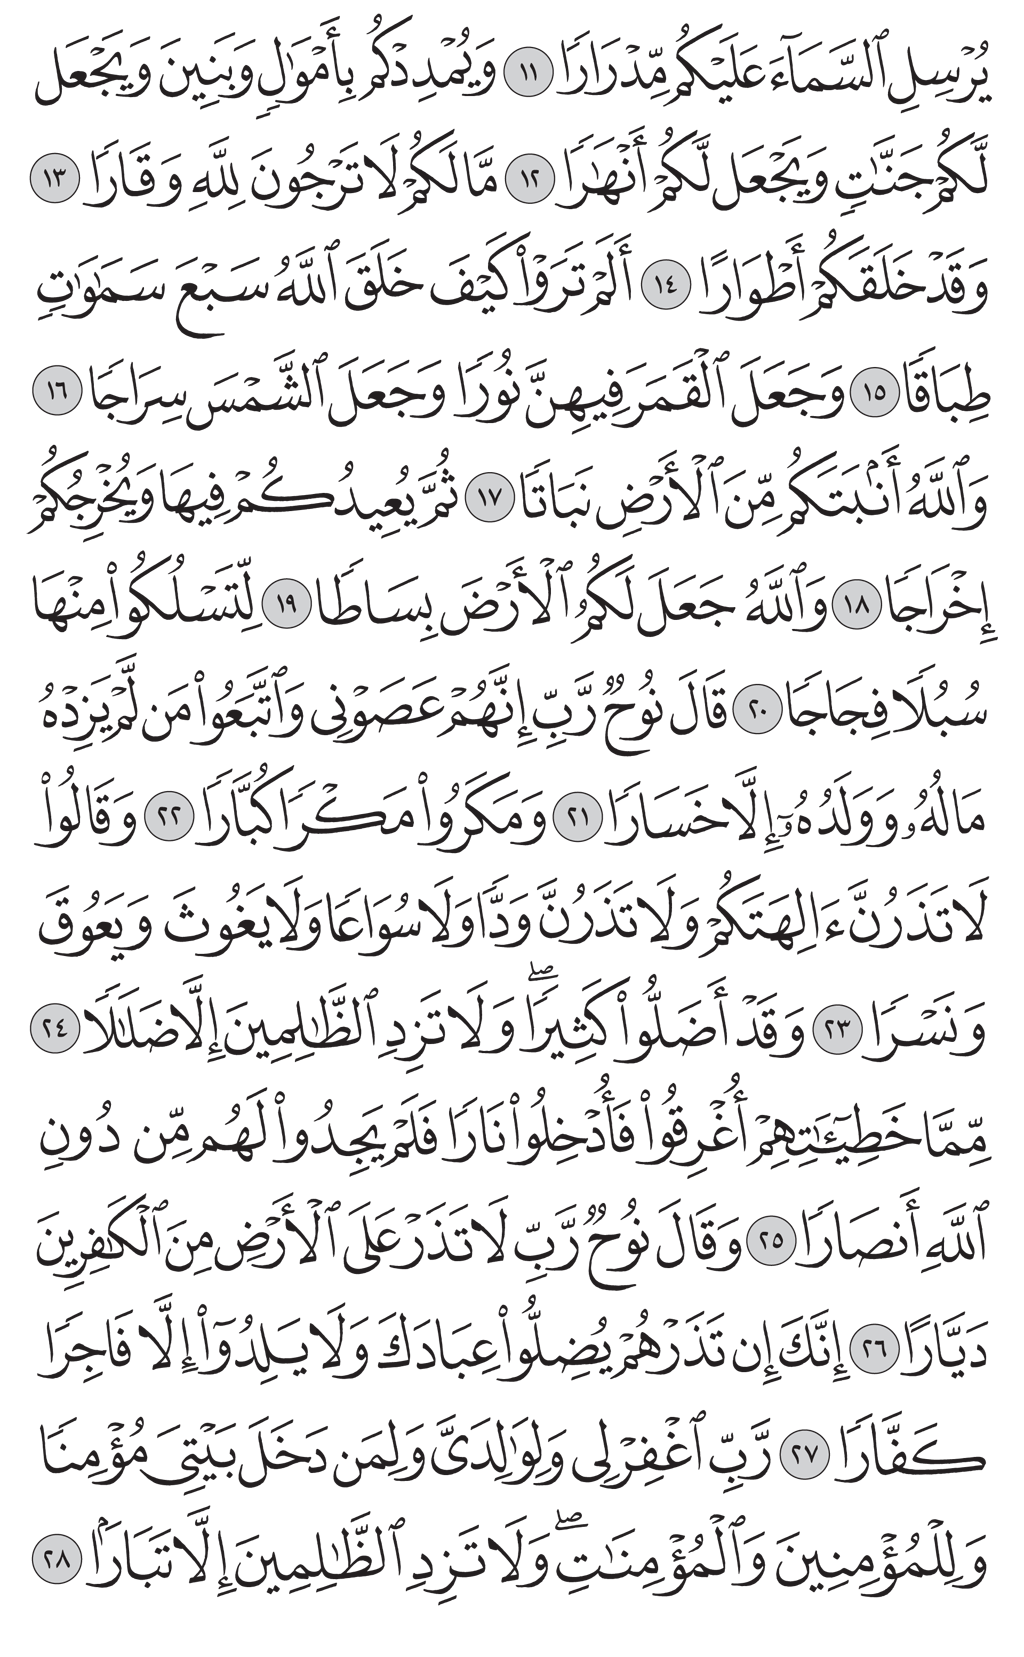 يُرْسِلِ ٱلسَّمَآءَ عَلَيْكُم مِّدْرَارًا ١١ وَيُمْدِدْكُم بِأَمْوَٰلٍ وَبَنِينَ وَيَجْعَل
لَّكُمْ جَنَّٰتٍ وَيَجْعَل لَّكُمْ أَنْهَٰرًا ١٢ مَّا لَكُمْ لَا تَرْجُونَ لِلَّهِ وَقَارًا ١٣
وَقَدْ خَلَقَكُمْ أَطْوَارًا ١٤ أَلَمْ تَرَوْا۟ كَيْفَ خَلَقَ ٱللَّهُ سَبْعَ سَمَٰوَٰتٍ
طِبَاقًا ١٥ وَجَعَلَ ٱلْقَمَرَ فِيهِنَّ نُورًا وَجَعَلَ ٱلشَّمْسَ سِرَاجًا ١٦
وَٱللَّهُ أَنۢبَتَكُم مِّنَ ٱلْأَرْضِ نَبَاتًا ١٧ ثُمَّ يُعِيدُكُمْ فِيهَا وَيُخْرِجُكُمْ
إِخْرَاجًا ١٨ وَٱللَّهُ جَعَلَ لَكُمُ ٱلْأَرْضَ بِسَاطًا ١٩ لِّتَسْلُكُوا۟ مِنْهَا
سُبُلًا فِجَاجًا ٢٠ قَالَ نُوحٌ رَّبِّ إِنَّهُمْ عَصَوْنِى وَٱتَّبَعُوا۟ مَن لَّمْ يَزِدْهُ
مَالُهُۥ وَوَلَدُهُۥٓ إِلَّا خَسَارًا ٢١ وَمَكَرُوا۟ مَكْرًا كُبَّارًا ٢٢ وَقَالُوا۟
لَا تَذَرُنَّ ءَالِهَتَكُمْ وَلَا تَذَرُنَّ وَدًّا وَلَا سُوَاعًا وَلَا يَغُوثَ وَيَعُوقَ
وَنَسْرًا ٢٣ وَقَدْ أَضَلُّوا۟ كَثِيرًا ۖ وَلَا تَزِدِ ٱلظَّٰلِمِينَ إِلَّا ضَلَٰلًا ٢٤
مِّمَّا خَطِيٓـَٰٔتِهِمْ أُغْرِقُوا۟ فَأُدْخِلُوا۟ نَارًا فَلَمْ يَجِدُوا۟ لَهُم مِّن دُونِ
ٱللَّهِ أَنصَارًا ٢٥ وَقَالَ نُوحٌ رَّبِّ لَا تَذَرْ عَلَى ٱلْأَرْضِ مِنَ ٱلْكَٰفِرِينَ
دَيَّارًا ٢٦ إِنَّكَ إِن تَذَرْهُمْ يُضِلُّوا۟ عِبَادَكَ وَلَا يَلِدُوٓا۟ إِلَّا فَاجِرًا
كَفَّارًا ٢٧ رَّبِّ ٱغْفِرْ لِى وَلِوَٰلِدَىَّ وَلِمَن دَخَلَ بَيْتِىَ مُؤْمِنًا
وَلِلْمُؤْمِنِينَ وَٱلْمُؤْمِنَٰتِ ۖ وَلَا تَزِدِ ٱلظَّٰلِمِينَ إِلَّا تَبَارًۢا ٢٨